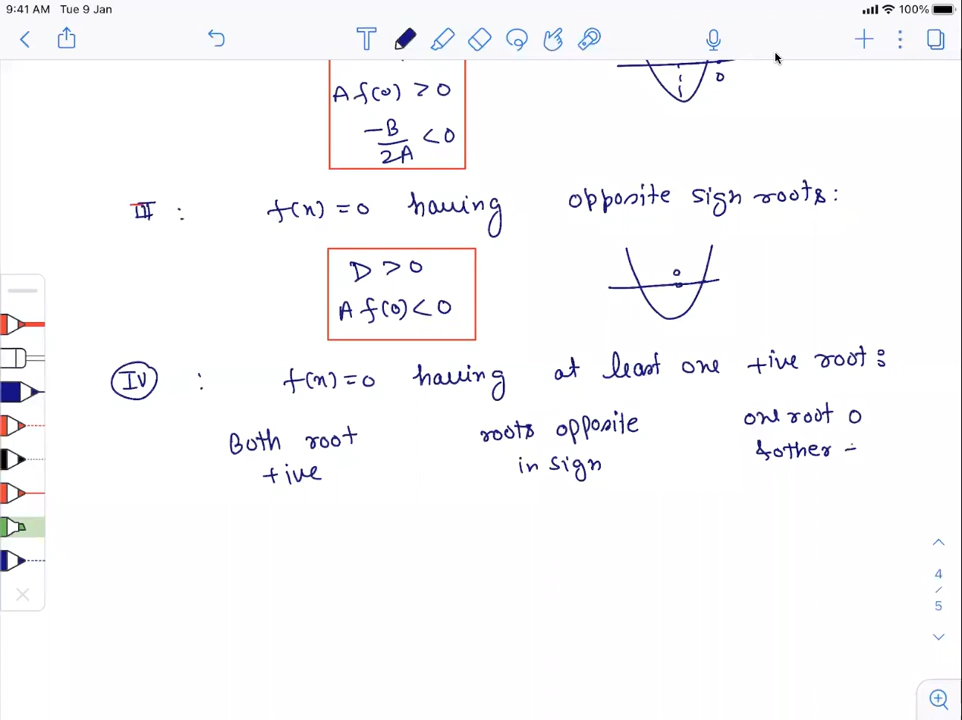 9:41 AM Tue 9 Jan
100%
A f(0) > 0
-B/2A < 0
0
III : f(x) = 0 having opposite sign roots :
D > 0
A f(0) < 0
0
IV : f(x) = 0 having at least one +ive root :
Both root
+ive
roots opposite
in sign
one root 0
& other -
4
/
5